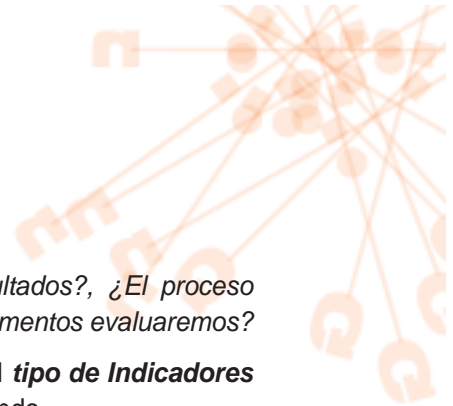 ultados?, ¿El proceso
mentos evaluaremos?
tipo de Indicadores